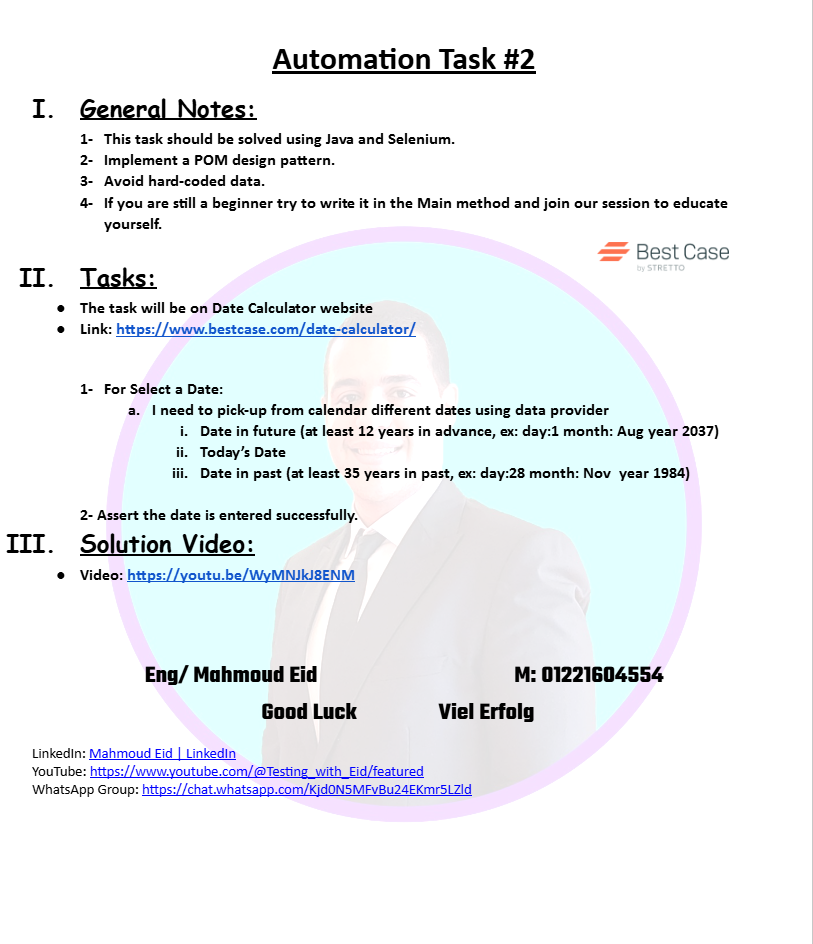 Automation Task #2
I. General Notes:
1- This task should be solved using Java and Selenium.
2- Implement a POM design pattern.
3- Avoid hard-coded data.
4- If you are still a beginner try to write it in the Main method and join our session to educate
yourself.
Best Case
by STRETTO
II. Tasks:
● The task will be on Date Calculator website
● Link: https://www.bestcase.com/date-calculator/
1- For Select a Date:
a. I need to pick-up from calendar different dates using data provider
i. Date in future (at least 12 years in advance, ex: day:1 month: Aug year 2037)
ii. Today's Date
iii. Date in past (at least 35 years in past, ex: day:28 month: Nov year 1984)
2- Assert the date is entered successfully.
III. Solution Video:
● Video: https://youtu.be/WyMNJkJ8ENM
Eng/ Mahmoud Eid M: 01221604554
Good Luck Viel Erfolg
LinkedIn: Mahmoud Eid | LinkedIn
YouTube: https://www.youtube.com/@Testing_with_Eid/featured
WhatsApp Group: https://chat.whatsapp.com/Kjd0N5MFvBu24EKmr5LZld